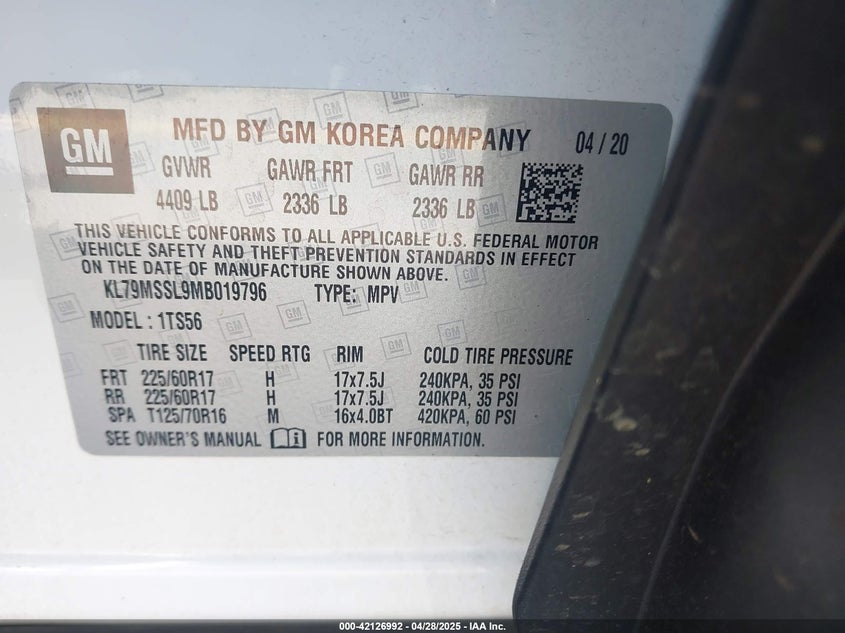 GM
MFD BY GM KOREA COMPANY 04 / 20
GVWR GAWR FRT GAWR RR
4409 LB 2336 LB 2336 LB
THIS VEHICLE CONFORMS TO ALL APPLICABLE U.S. FEDERAL MOTOR
VEHICLE SAFETY AND THEFT PREVENTION STANDARDS IN EFFECT
ON THE DATE OF MANUFACTURE SHOWN ABOVE.
KL79MSSL9MB019796 TYPE: MPV
MODEL : 1TS56
TIRE SIZE SPEED RTG RIM COLD TIRE PRESSURE
FRT 225/60R17 H 17x7.5J 240KPA, 35 PSI
RR 225/60R17 H 17x7.5J 240KPA, 35 PSI
SPA T125/70R16 M 16x4.0BT 420KPA, 60 PSI
SEE OWNER'S MANUAL FOR MORE INFORMATION.
000-42126992 | 04/28/2025 | IAA Inc.